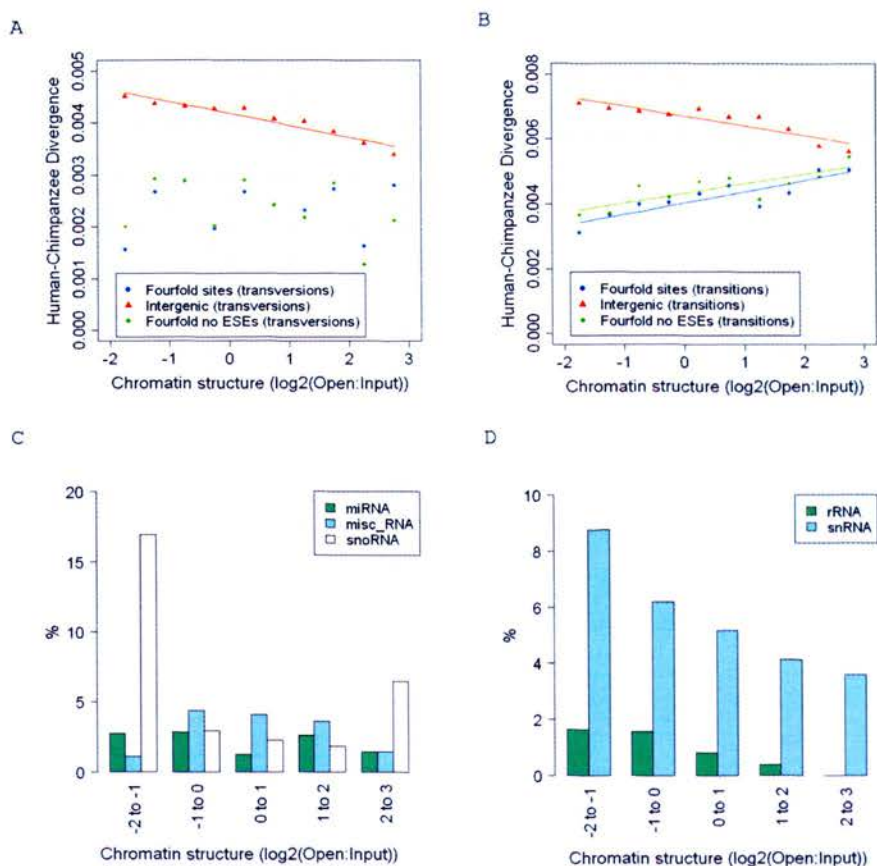 A
Human-Chimpanzee Divergence
0.005
0.004
0.003
0.002
0.001
0.000
Fourfold sites (transversions)
Intergenic (transversions)
Fourfold no ESEs (transversions)
-2 -1 0 1 2 3
Chromatin structure (log2(Open:Input))
B
Human-Chimpanzee Divergence
0.008
0.006
0.004
0.002
0.000
Fourfold sites (transitions)
Intergenic (transitions)
Fourfold no ESEs (transitions)
-2 -1 0 1 2 3
Chromatin structure (log2(Open:Input))
C
%
20
15
10
5
0
miRNA
misc_RNA
snoRNA
-2 to -1
-1 to 0
0 to 1
1 to 2
2 to 3
Chromatin structure (log2(Open:Input))
D
%
10
8
6
4
2
0
rRNA
snRNA
-2 to -1
-1 to 0
0 to 1
1 to 2
2 to 3
Chromatin structure (log2(Open:Input))